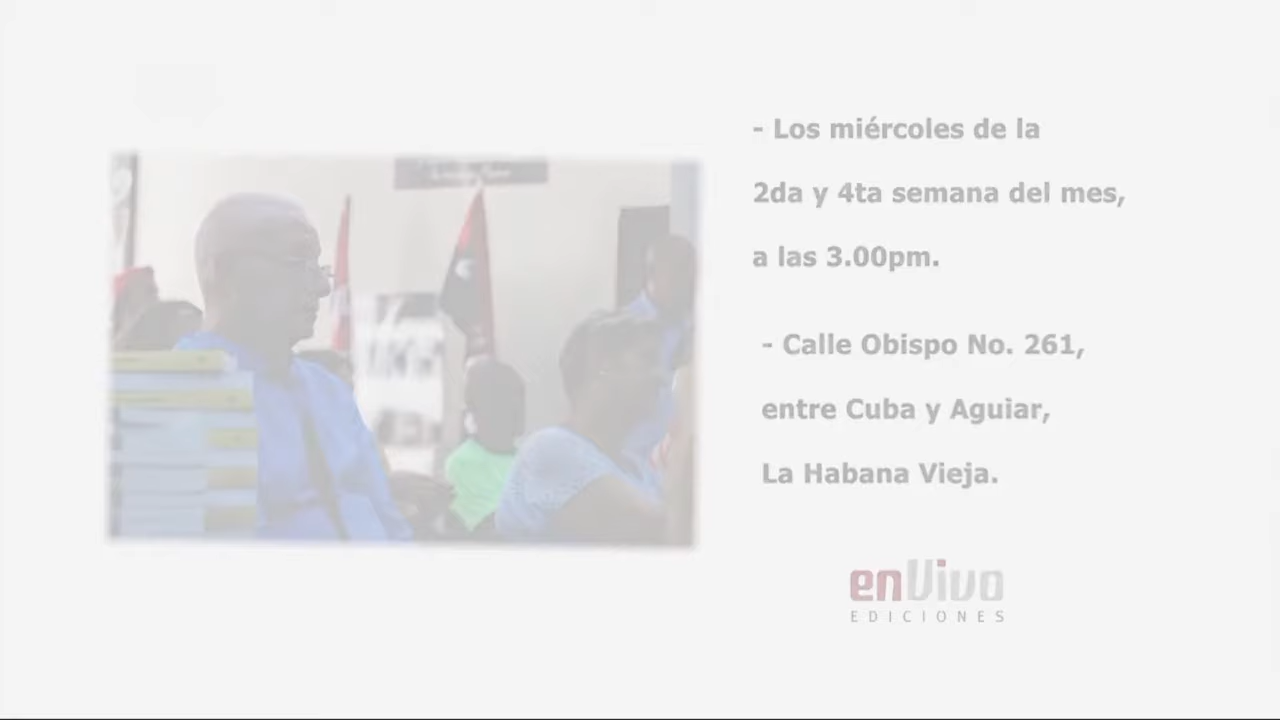 - Los miércoles de la
2da y 4ta semana del mes,
a las 3.00pm.
- Calle Obispo No. 261,
entre Cuba y Aguiar,
La Habana Vieja.
enVivo
EDICIONES